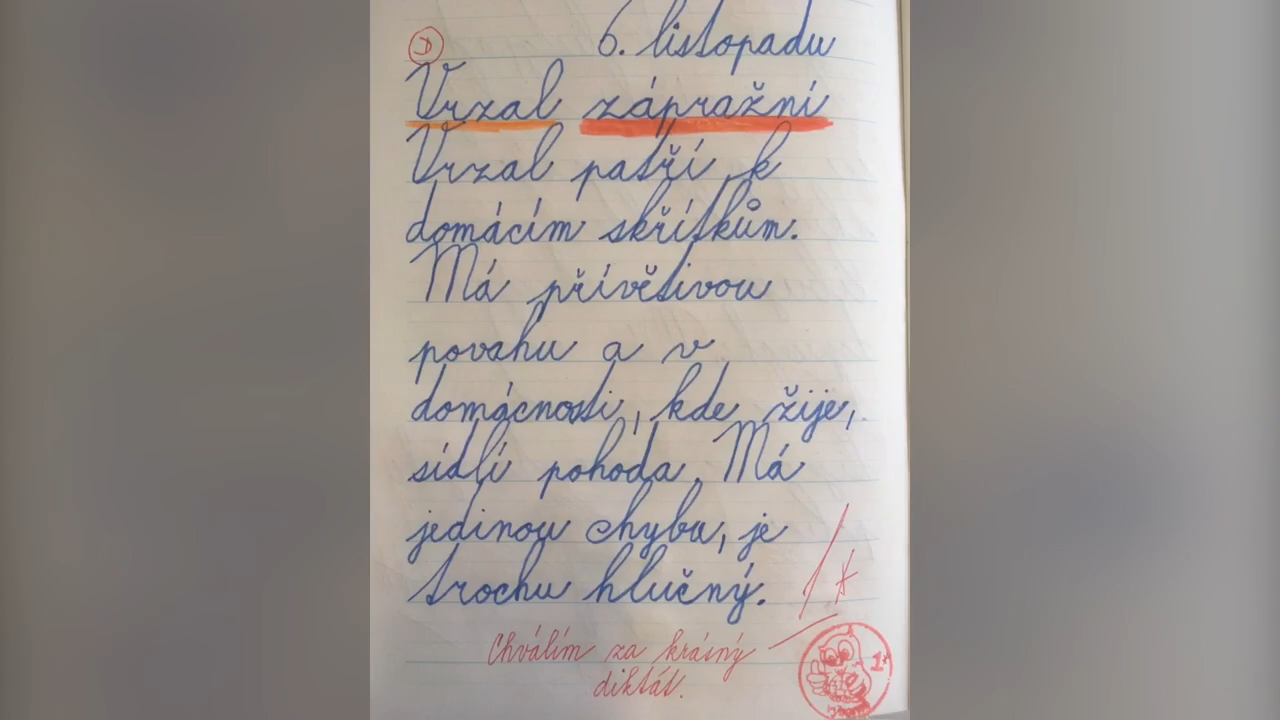 D
6. listopadu
Vrzal zápražní
Vrzal patří k
domácím skřítkům.
Má přívětivou
povahu a v
domácnosti, kde žije,
sídlí pohoda. Má
jedinou chybu, je
trochu hlučný.
1*
Chválím za krásný
diktát.
1*